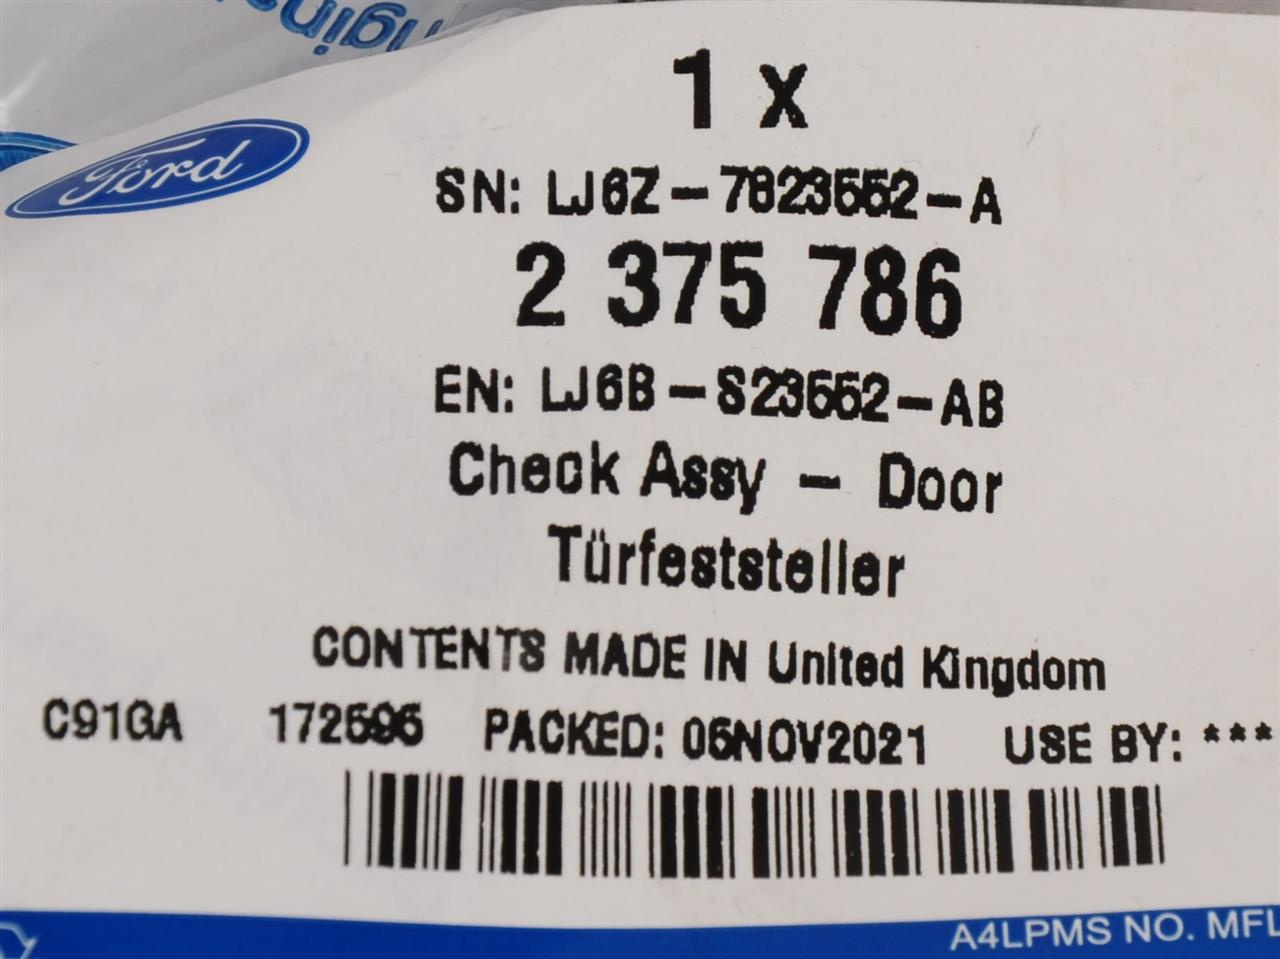 Ford
1 x
SN: LJ6Z-7823552-A
2 375 786
EN: LJ6B-S23552-AB
Check Assy - Door
Türfeststeller
CONTENTS MADE IN United Kingdom
C91GA 172595 PACKED: 05NOV2021 USE BY: ***
A4LPMS NO. MFL